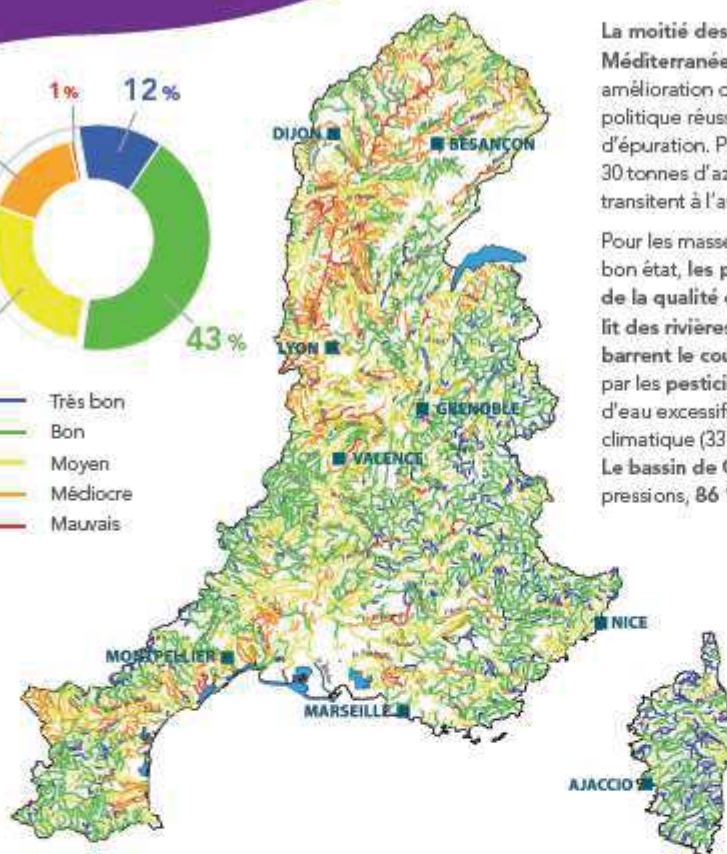 1%
12%
43%
Très bon
Bon
Moyen
Médiocre
Mauvais
DIJON
BESANÇON
LYON
GRENOBLE
VALENCE
MONTPELLIER
MARSEILLE
NICE
AJACCIO
La moitié des
Méditerranée
amélioration
politique
d'épuration. P
30 tonnes d'az
transitent à l'a
Pour les masse
bon état, les p
de la qualité
lit des rivières
barrent le cou
par les pestici
d'eau excessif
climatique (33
Le bassin de
pressions, 86